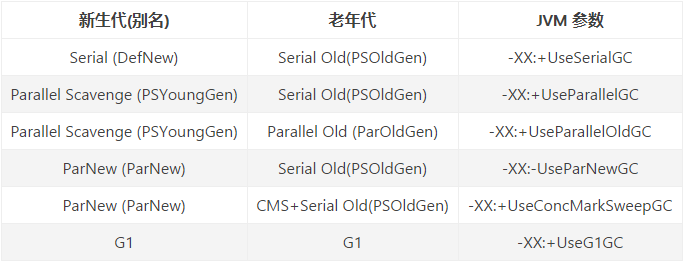 新生代(别名) 老年代 JVM 参数
Serial (DefNew) Serial Old(PSOldGen) -XX:+UseSerialGC
Parallel Scavenge (PSYoungGen) Serial Old(PSOldGen) -XX:+UseParallelGC
Parallel Scavenge (PSYoungGen) Parallel Old (ParOldGen) -XX:+UseParallelOldGC
ParNew (ParNew) Serial Old(PSOldGen) -XX:-UseParNewGC
ParNew (ParNew) CMS+Serial Old(PSOldGen) -XX:+UseConcMarkSweepGC
G1 G1 -XX:+UseG1GC